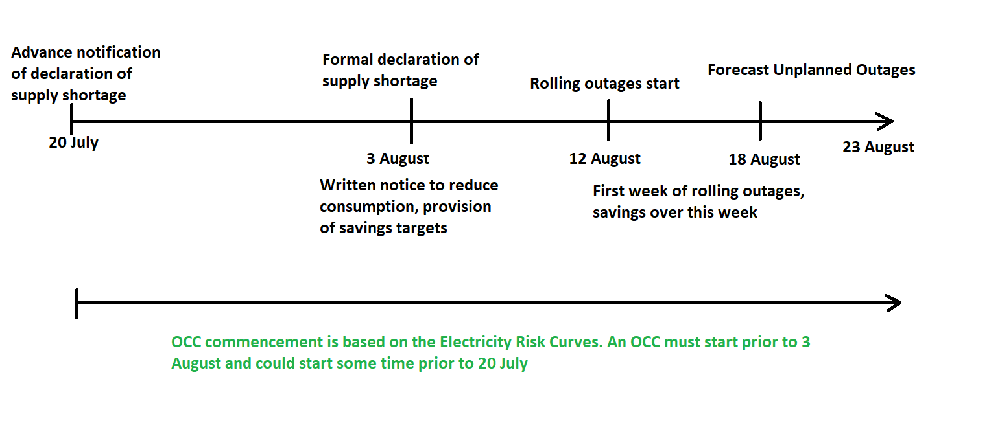 Advance notification
of declaration of
supply shortage
Formal declaration of
supply shortage
Rolling outages start
Forecast Unplanned Outages
20 July
3 August
12 August
18 August
23 August
Written notice to reduce
consumption, provision
of savings targets
First week of rolling outages,
savings over this week
OCC commencement is based on the Electricity Risk Curves. An OCC must start prior to 3
August and could start some time prior to 20 July